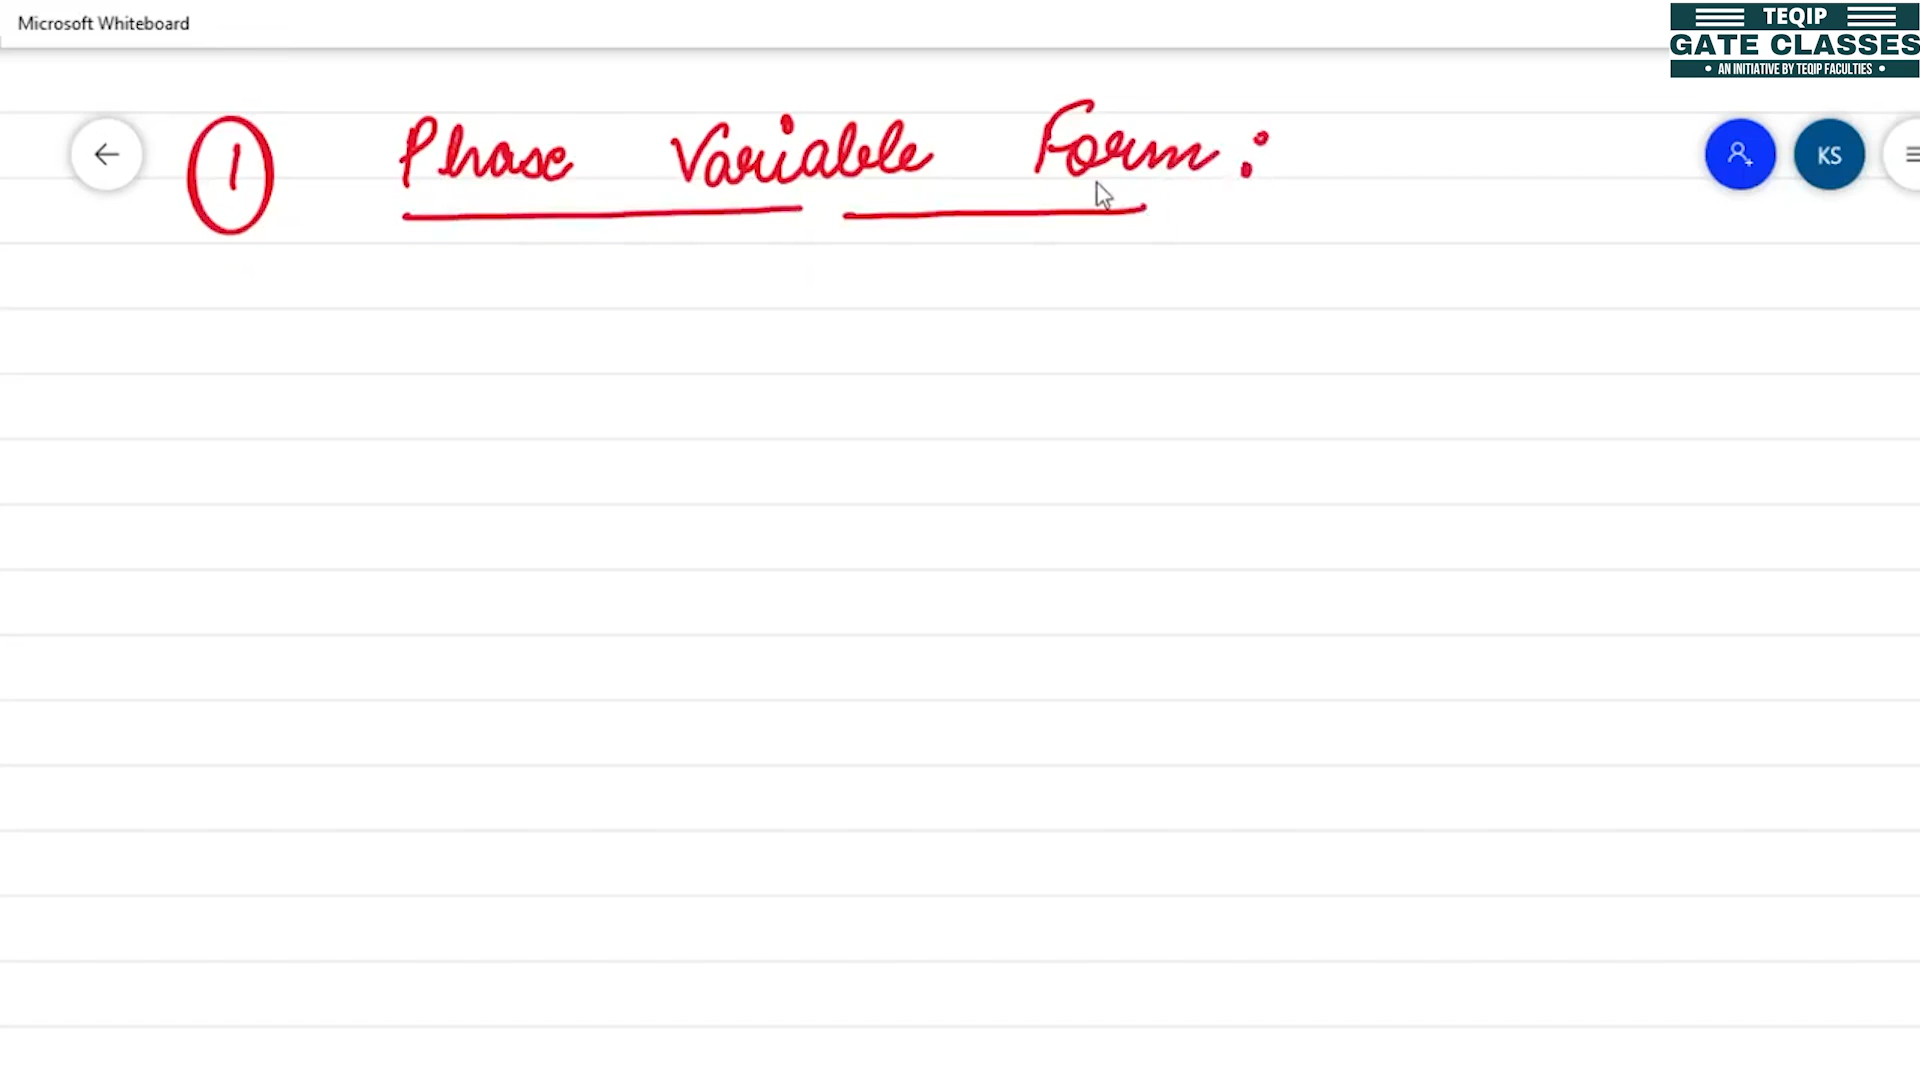 Microsoft Whiteboard
TEQIP
GATE CLASSES
• AN INITIATIVE BY TEQIP FACULTIES •
1 Phase Variable Form :
KS